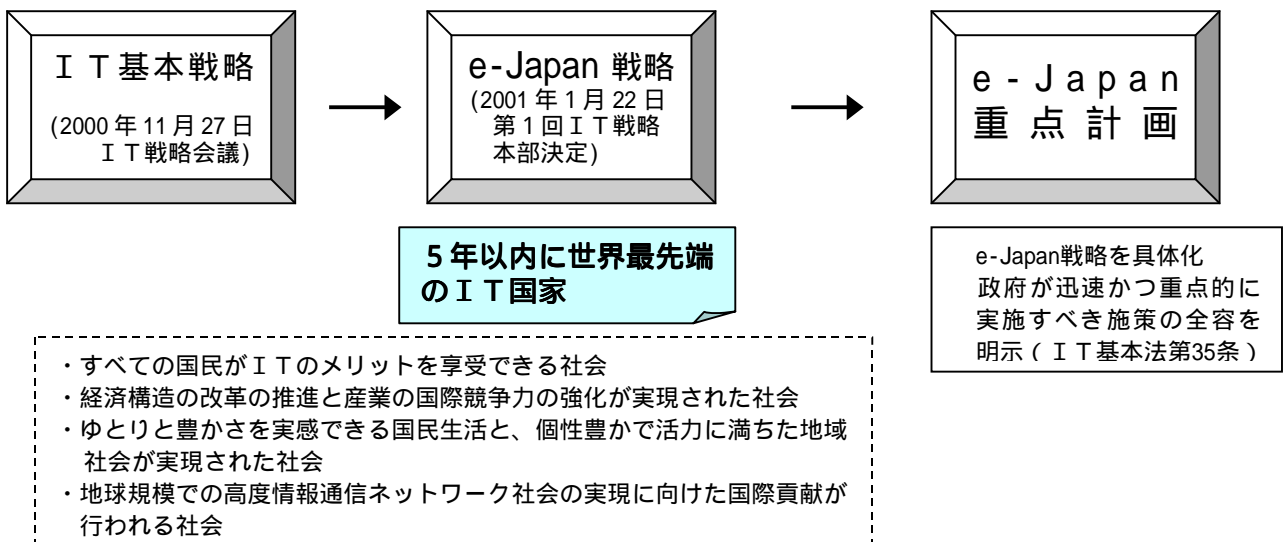 ＩＴ基本戦略
(2000年11月27日
ＩＴ戦略会議)
e-Japan 戦略
(2001年1月22日
第1回ＩＴ戦略
本部決定)
e-Japan
重点計画
５年以内に世界最先端
のＩＴ国家
e-Japan戦略を具体化
政府が迅速かつ重点的に
実施すべき施策の全容を
明示（ＩＴ基本法第35条）
・すべての国民がＩＴのメリットを享受できる社会
・経済構造の改革の推進と産業の国際競争力の強化が実現された社会
・ゆとりと豊かさを実感できる国民生活と、個性豊かで活力に満ちた地域
社会が実現された社会
・地球規模での高度情報通信ネットワーク社会の実現に向けた国際貢献が
行われる社会